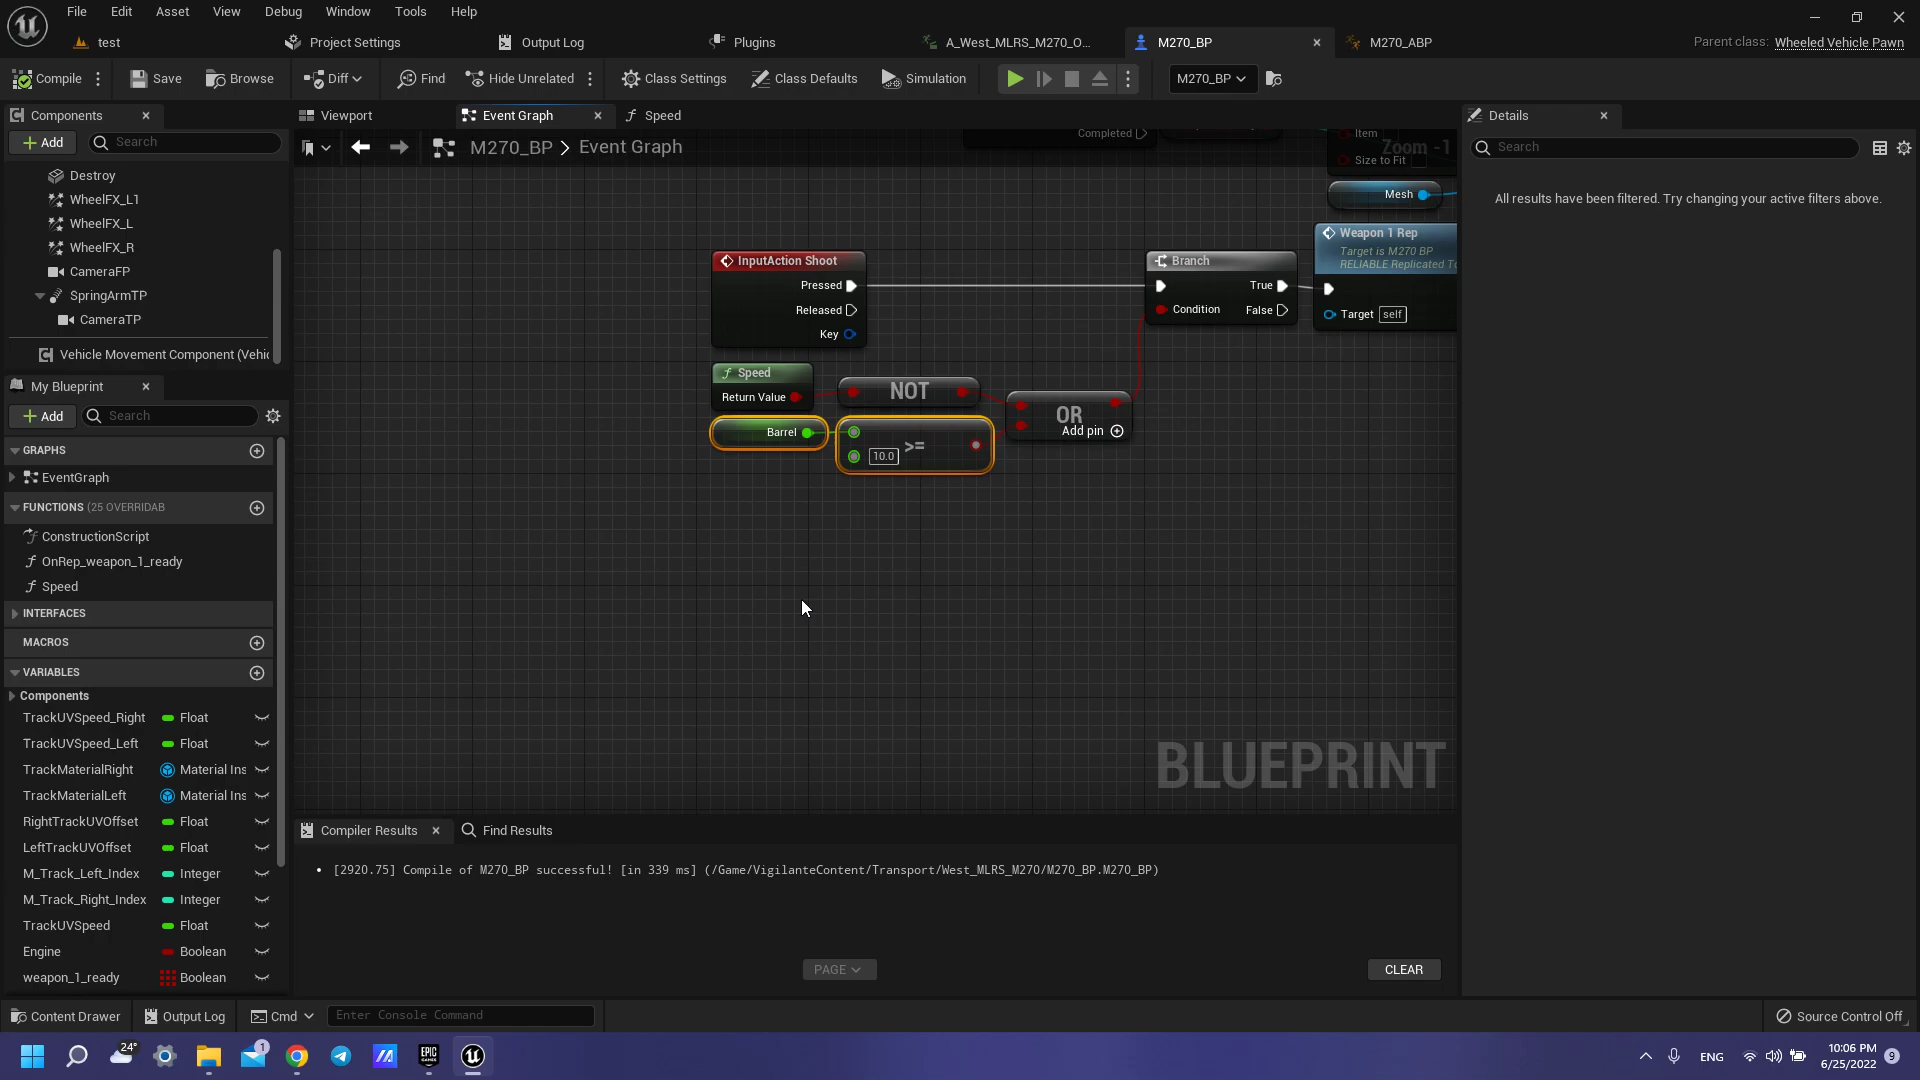 File Edit Asset View Debug Window Tools Help
test Project Settings Output Log Plugins A_West_MLRS_M270_O... M270_BP M270_ABP Parent class: Wheeled Vehicle Pawn
Compile Save Browse Diff Find Hide Unrelated Class Settings Class Defaults Simulation M270_BP
Components Viewport Event Graph Speed Details
Add Search
M270_BP > Event Graph
Zoom -1
Search
All results have been filtered. Try changing your active filters above.
Destroy
WheelFX_L1
WheelFX_L
WheelFX_R
CameraFP
SpringArmTP
CameraTP
Vehicle Movement Component (Vehic
My Blueprint
Add Search
GRAPHS
EventGraph
FUNCTIONS (25 OVERRIDAB
ConstructionScript
OnRep_weapon_1_ready
Speed
INTERFACES
MACROS
VARIABLES
Components
TrackUVSpeed_Right Float
TrackUVSpeed_Left Float
TrackMaterialRight Material Ins
TrackMaterialLeft Material Ins
RightTrackUVOffset Float
LeftTrackUVOffset Float
M_Track_Left_Index Integer
M_Track_Right_Index Integer
TrackUVSpeed Float
Engine Boolean
weapon_1_ready Boolean
Completed
Item
Size to Fit
Mesh
InputAction Shoot
Pressed
Released
Key
Branch
True
Condition False
Weapon 1 Rep
Target is M270 BP
RELIABLE Replicated To
Target self
Speed
Return Value
NOT
OR
Add pin
Barrel
>=
10.0
BLUEPRINT
Compiler Results Find Results
[2920.75] Compile of M270_BP successful! [in 339 ms] (/Game/VigilanteContent/Transport/West_MLRS_M270/M270_BP.M270_BP)
PAGE
CLEAR
Content Drawer Output Log Cmd Enter Console Command Source Control Off
24° 1 EPIC GAMES ENG 10:06 PM
6/25/2022 9